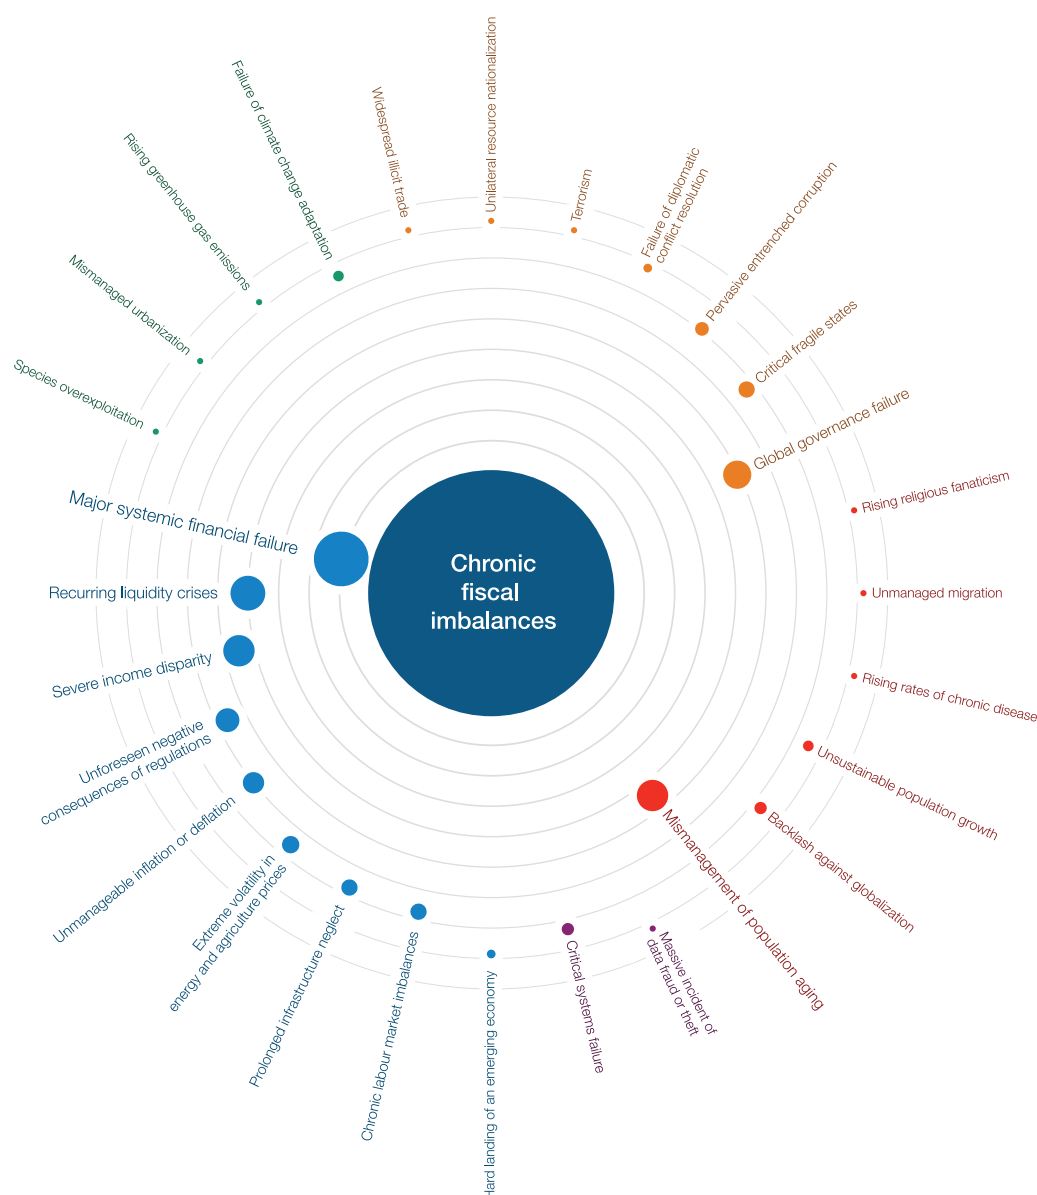 Unilateral resource nationalization
Terrorism
Failure of diplomatic
conflict resolution
Pervasive entrenched corruption
Critical fragile states
Global governance failure
Rising religious fanaticism
Unmanaged migration
Rising rates of chronic disease
Unsustainable population growth
Backlash against globalization
Mismanagement of population aging
Massive incident of
data fraud or theft
Critical systems failure
Hard landing of an emerging economy
Chronic labour market imbalances
Prolonged infrastructure neglect
Extreme volatility in
energy and agriculture prices
Unmanageable inflation or deflation
Unforeseen negative
consequences of regulations
Severe income disparity
Recurring liquidity crises
Major systemic financial failure
Species overexploitation
Mismanaged urbanization
Rising greenhouse gas emissions
Failure of climate change adaptation
Widespread illicit trade
Chronic
fiscal
imbalances